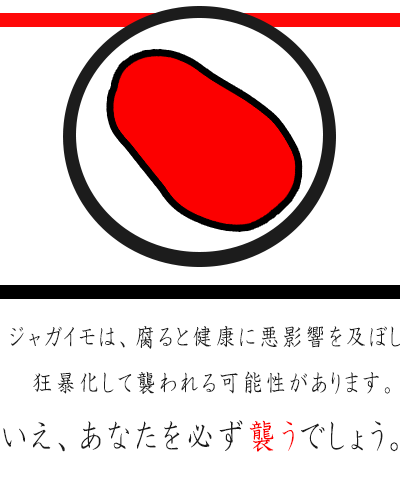 ジャガイモは、腐ると健康に悪影響を及ぼし
狂暴化して襲われる可能性があります。
いえ、あなたを必ず襲うでしょう。